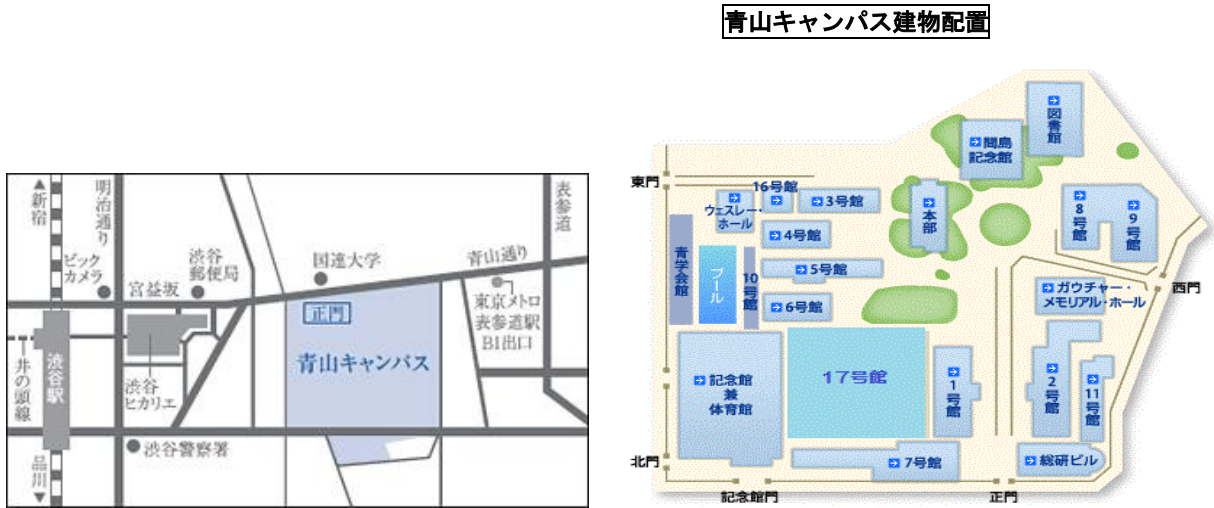 青山キャンパス建物配置
▲新宿
明治通り
表参道
ビック
カメラ
渋谷
郵便局
国連大学
青山通り
宮益坂
正門
東京メトロ
表参道駅
B1出口
青山キャンパス
井の頭線
渋谷駅
渋谷
ヒカリエ
渋谷警察署
品川▼
図書館
間島
記念館
東門
16号館
3号館
ウェスレー・
ホール
本部
8号館
9号館
4号館
青学会館
プール
10号館
5号館
6号館
ガウチャー・
メモリアル・ホール
西門
記念館
兼
体育館
17号館
1号館
2号館
11号館
北門
7号館
総研ビル
記念館門
正門